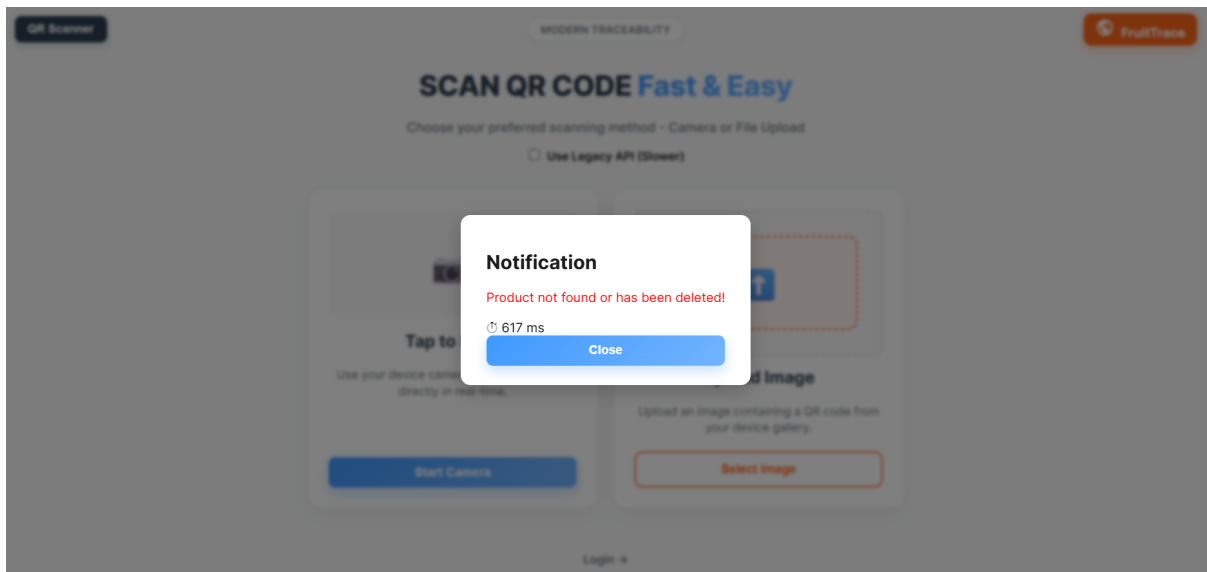 QR Scanner
MODERN TRACEABILITY
FruitTrace
SCAN QR CODE Fast & Easy
Choose your preferred scanning method - Camera or File Upload
Use Legacy API (Slower)
Notification
Product not found or has been deleted!
617 ms
Close
Tap to
Use your device came
directly in real-time.
Start Camera
d Image
Upload an image containing a QR code from
your device gallery.
Select Image
Login →